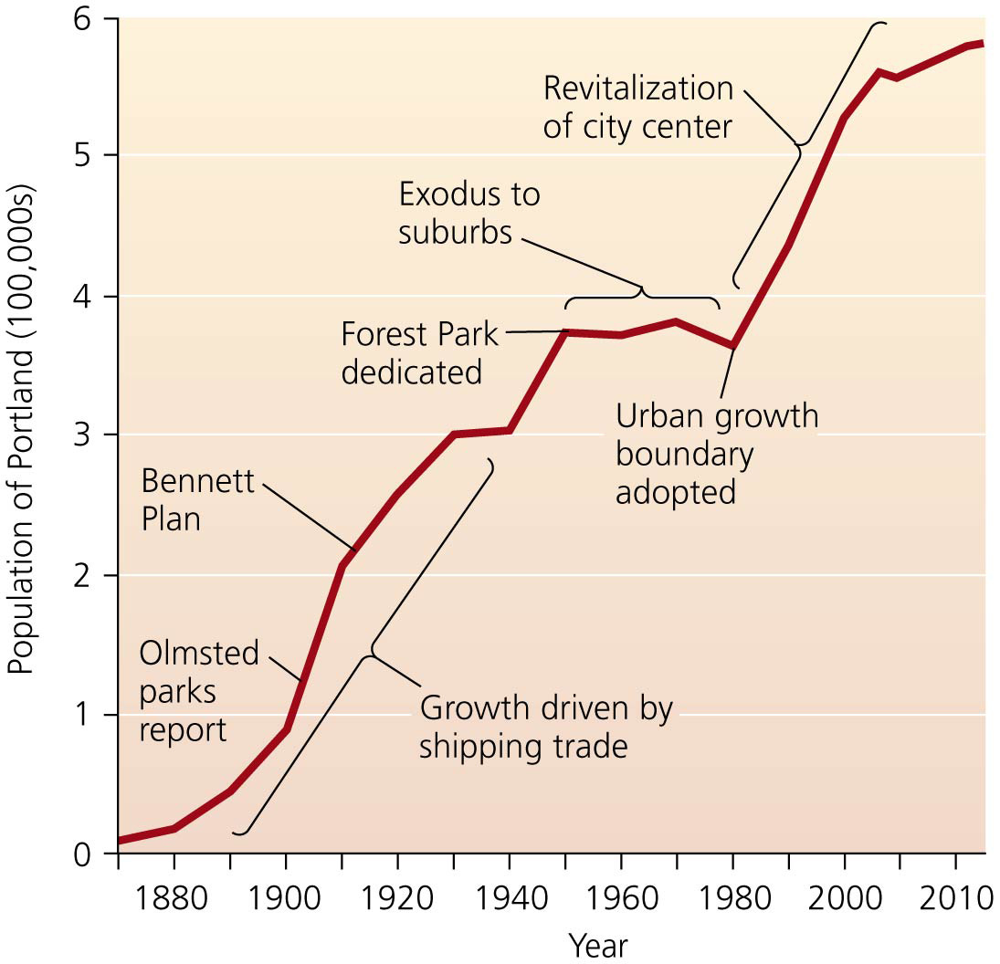 Population of Portland (100,000s)
6
5
4
3
2
1
0
Revitalization
of city center
Exodus to
suburbs
Forest Park
dedicated
Urban growth
boundary
adopted
Bennett
Plan
Olmsted
parks
report
Growth driven by
shipping trade
1880 1900 1920 1940 1960 1980 2000 2010
Year